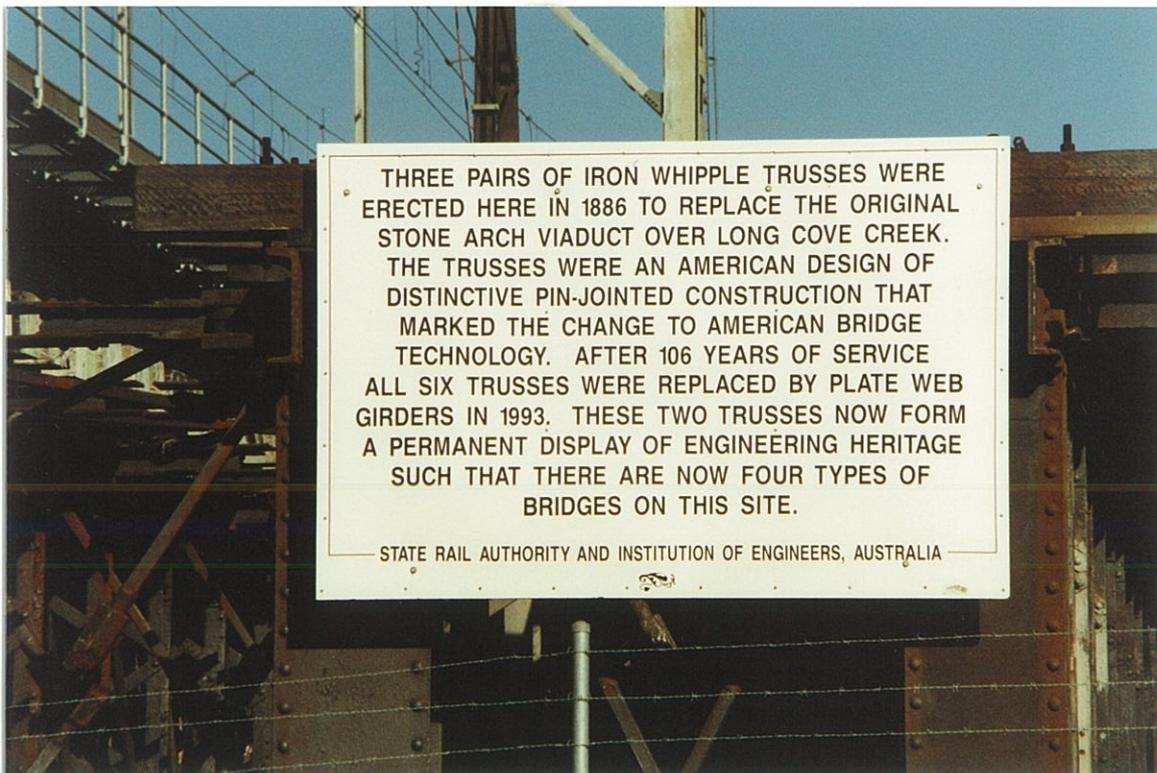 THREE PAIRS OF IRON WHIPPLE TRUSSES WERE
ERECTED HERE IN 1886 TO REPLACE THE ORIGINAL
STONE ARCH VIADUCT OVER LONG COVE CREEK.
THE TRUSSES WERE AN AMERICAN DESIGN OF
DISTINCTIVE PIN-JOINTED CONSTRUCTION THAT
MARKED THE CHANGE TO AMERICAN BRIDGE
TECHNOLOGY. AFTER 106 YEARS OF SERVICE
ALL SIX TRUSSES WERE REPLACED BY PLATE WEB
GIRDERS IN 1993. THESE TWO TRUSSES NOW FORM
A PERMANENT DISPLAY OF ENGINEERING HERITAGE
SUCH THAT THERE ARE NOW FOUR TYPES OF
BRIDGES ON THIS SITE.
STATE RAIL AUTHORITY AND INSTITUTION OF ENGINEERS, AUSTRALIA